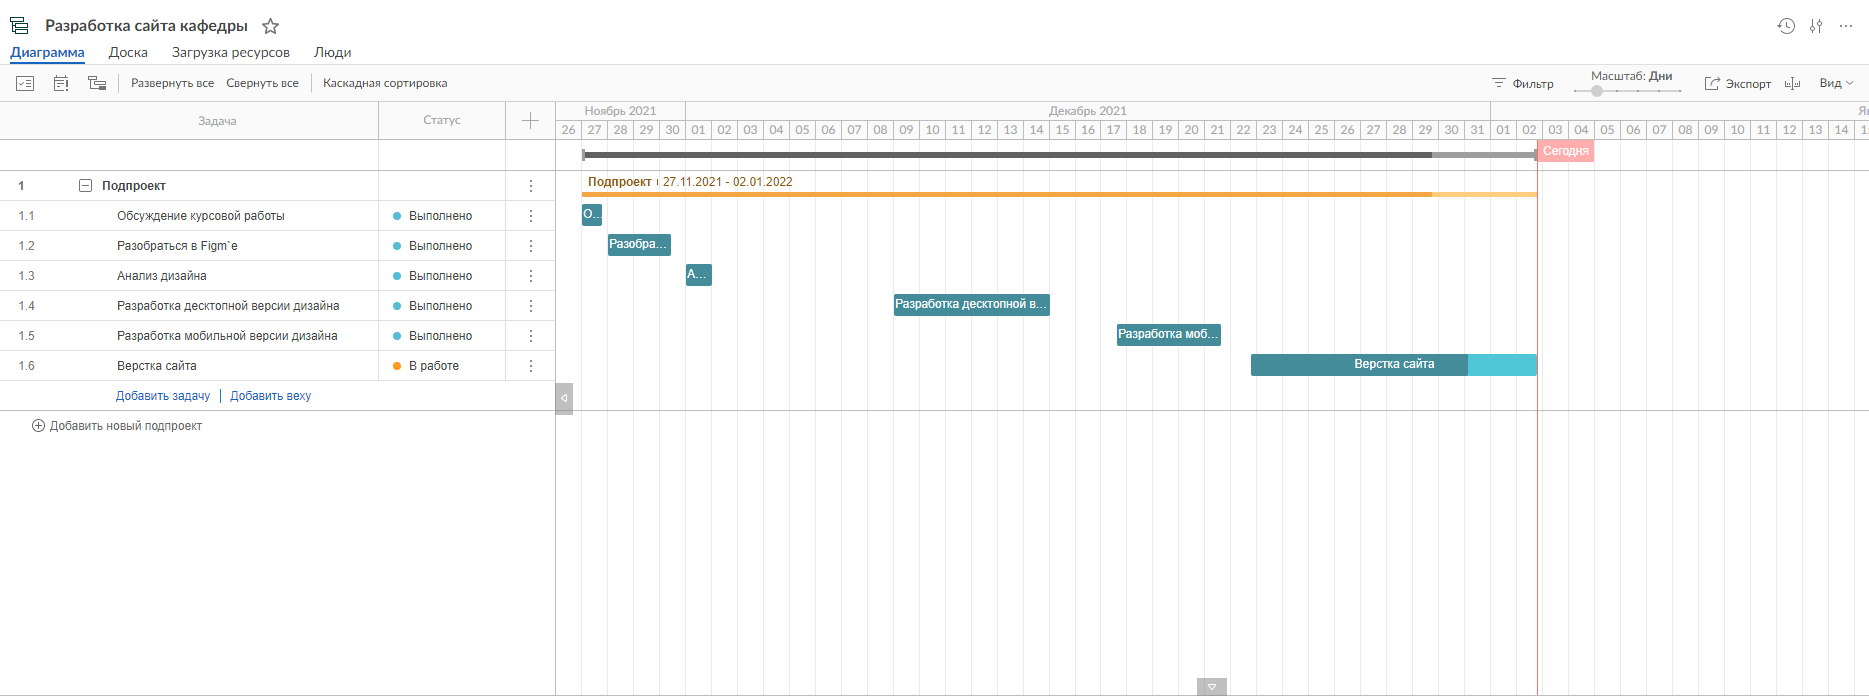 Разработка сайта кафедры
Диаграмма Доска Загрузка ресурсов Люди
Развернуть все Свернуть все Каскадная сортировка Фильтр Масштаб: Дни Экспорт Вид
Задача Статус Ноябрь 2021 Декабрь 2021 Ян
26 27 28 29 30 01 02 03 04 05 06 07 08 09 10 11 12 13 14 15 16 17 18 19 20 21 22 23 24 25 26 27 28 29 30 31 01 02 03 04 05 06 07 08 09 10 11 12 13 14
Сегодня
1 Подпроект Подпроект 27.11.2021 - 02.01.2022
1.1 Обсуждение курсовой работы Выполнено О...
1.2 Разобраться в Figm`е Выполнено Разобра...
1.3 Анализ дизайна Выполнено А...
1.4 Разработка десктопной версии дизайна Выполнено Разработка десктопной в...
1.5 Разработка мобильной версии дизайна Выполнено Разработка моб...
1.6 Верстка сайта В работе Верстка сайта
Добавить задачу Добавить веху
Добавить новый подпроект